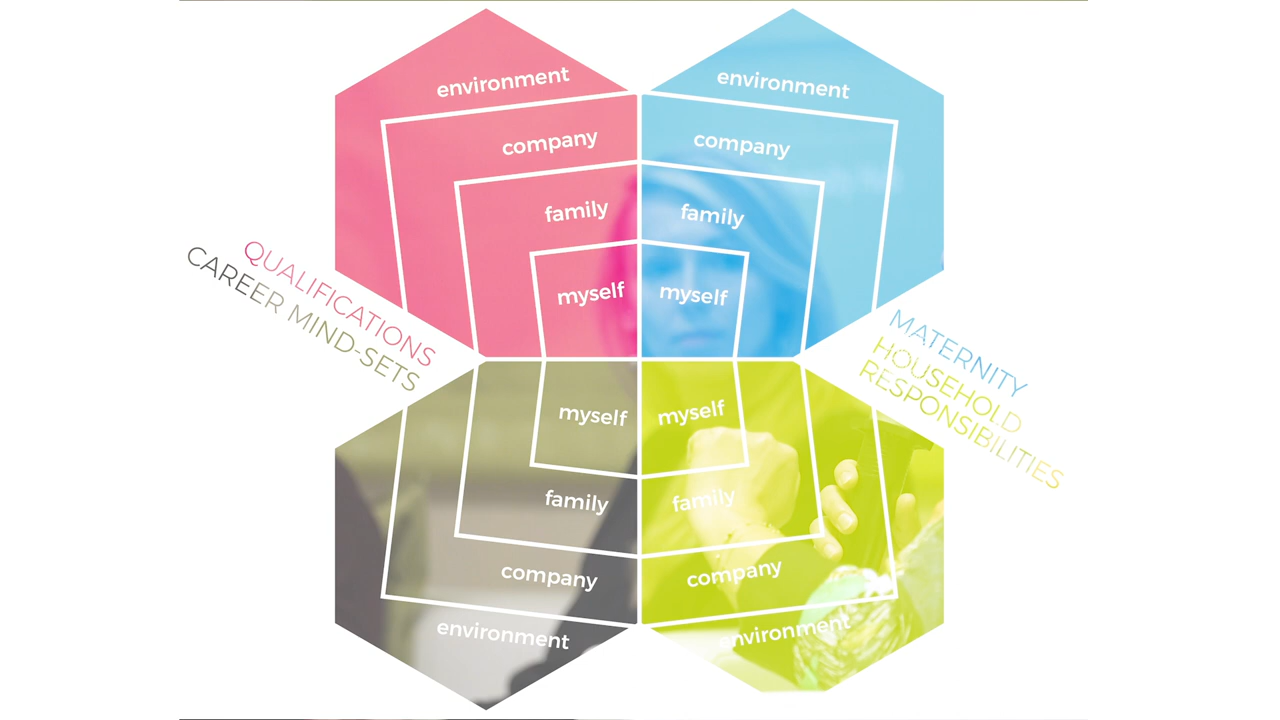 environment
environment
company
company
family
family
myself
myself
QUALIFICATIONS
CAREER MIND-SETS
MATERNITY
HOUSEHOLD
RESPONSIBILITIES
myself
myself
family
family
company
company
environment
environment